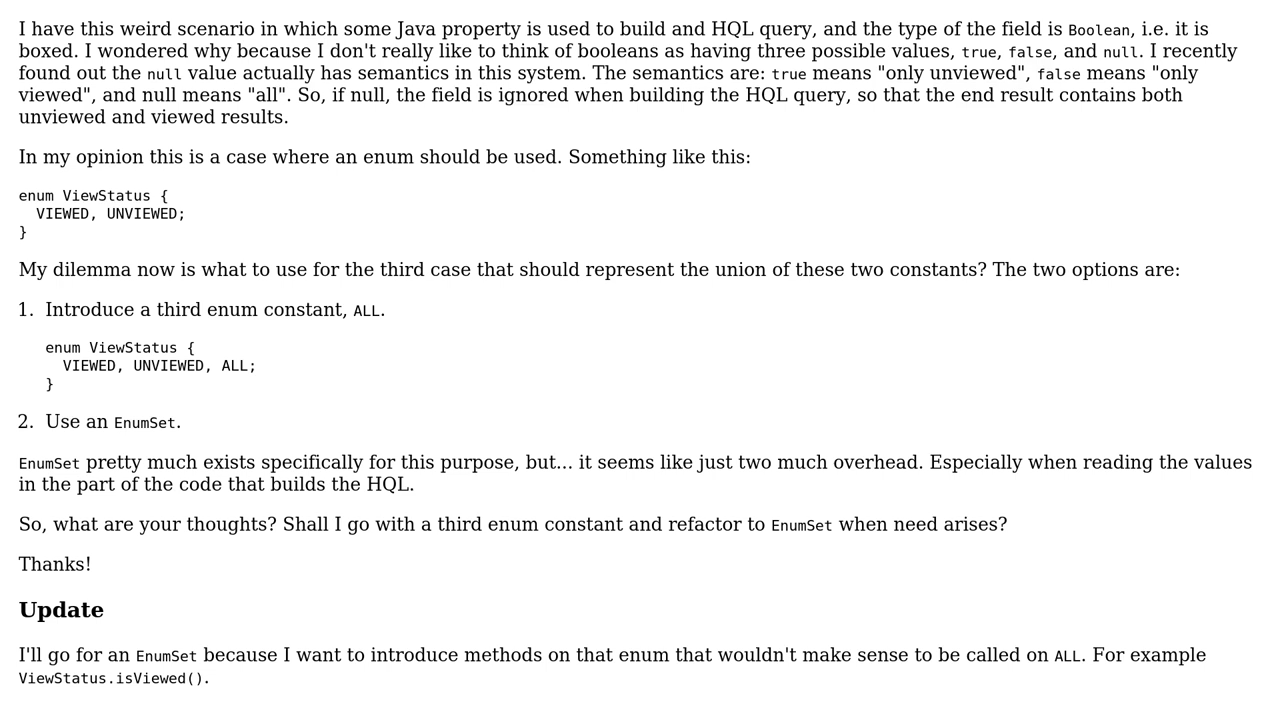 I have this weird scenario in which some Java property is used to build and HQL query, and the type of the field is Boolean, i.e. it is
boxed. I wondered why because I don't really like to think of booleans as having three possible values, true, false, and null. I recently
found out the null value actually has semantics in this system. The semantics are: true means "only unviewed", false means "only
viewed", and null means "all". So, if null, the field is ignored when building the HQL query, so that the end result contains both
unviewed and viewed results.
In my opinion this is a case where an enum should be used. Something like this:
enum ViewStatus {
  VIEWED, UNVIEWED;
}
My dilemma now is what to use for the third case that should represent the union of these two constants? The two options are:
1. Introduce a third enum constant, ALL.
enum ViewStatus {
  VIEWED, UNVIEWED, ALL;
}
2. Use an EnumSet.
EnumSet pretty much exists specifically for this purpose, but... it seems like just two much overhead. Especially when reading the values
in the part of the code that builds the HQL.
So, what are your thoughts? Shall I go with a third enum constant and refactor to EnumSet when need arises?
Thanks!
Update
I'll go for an EnumSet because I want to introduce methods on that enum that wouldn't make sense to be called on ALL. For example
ViewStatus.isViewed().